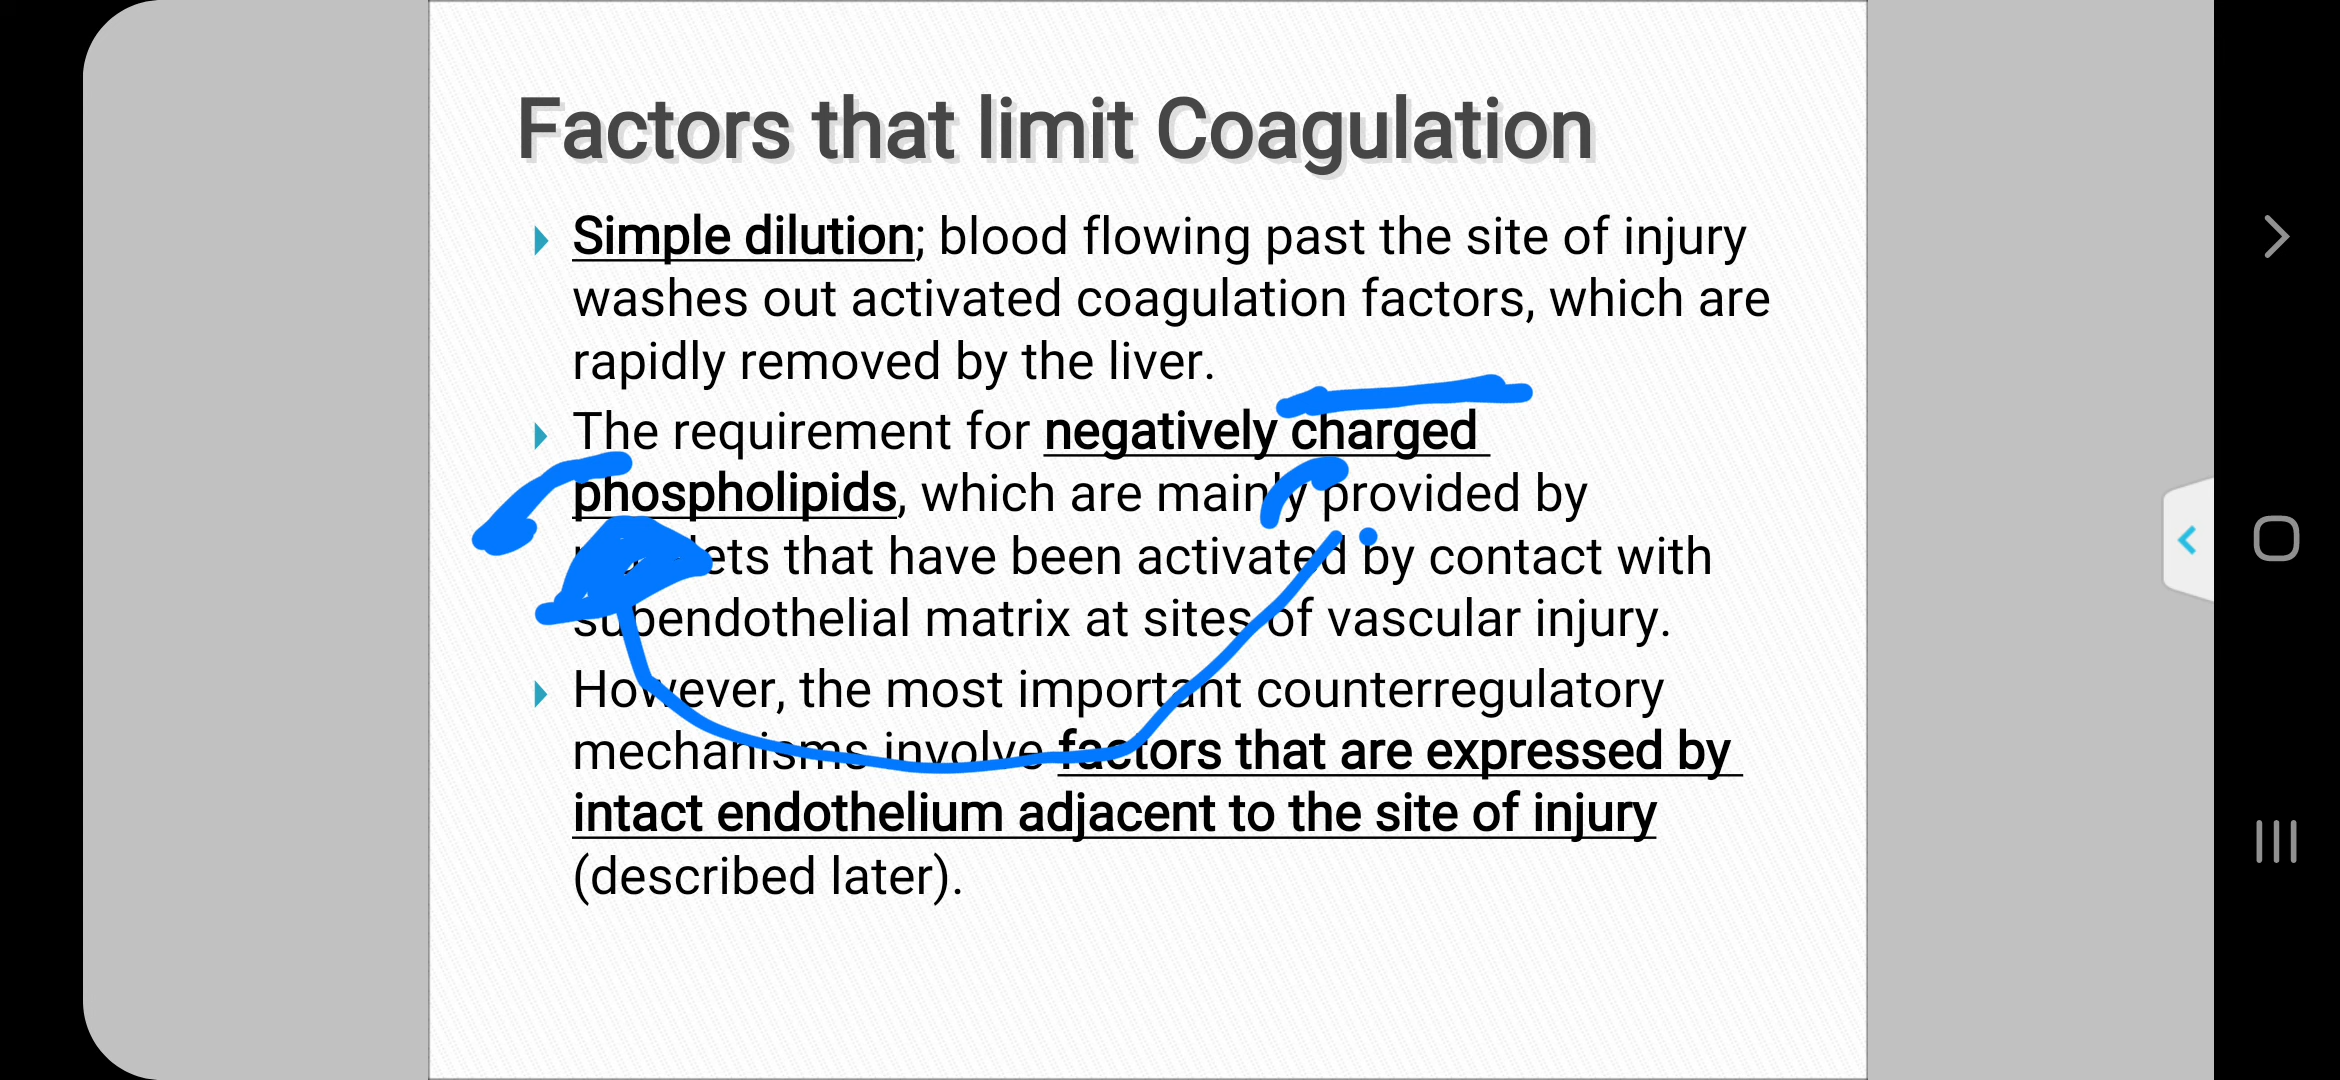 Factors that limit Coagulation
Simple dilution; blood flowing past the site of injury
washes out activated coagulation factors, which are
rapidly removed by the liver.
The requirement for negatively charged
phospholipids, which are mainly provided by
that have been activated by contact with
subendothelial matrix at sites of vascular injury.
However, the most important counterregulatory
mechanisms involve factors that are expressed by
intact endothelium adjacent to the site of injury
(described later).